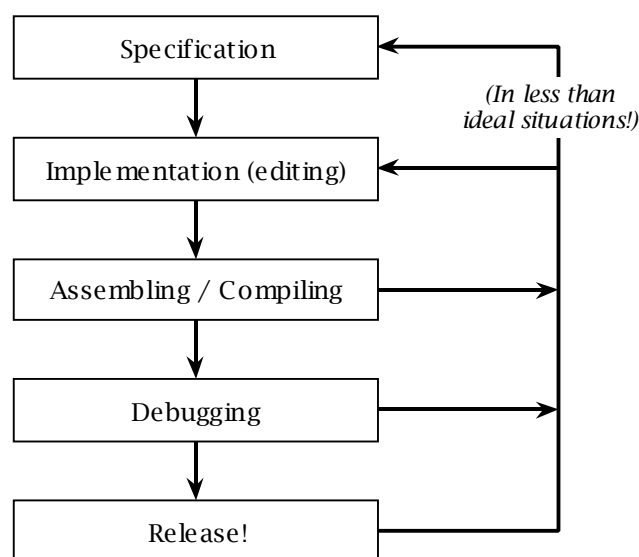 Specification
(In less than
ideal situations!)
Implementation (editing)
Assembling / Compiling
Debugging
Release!